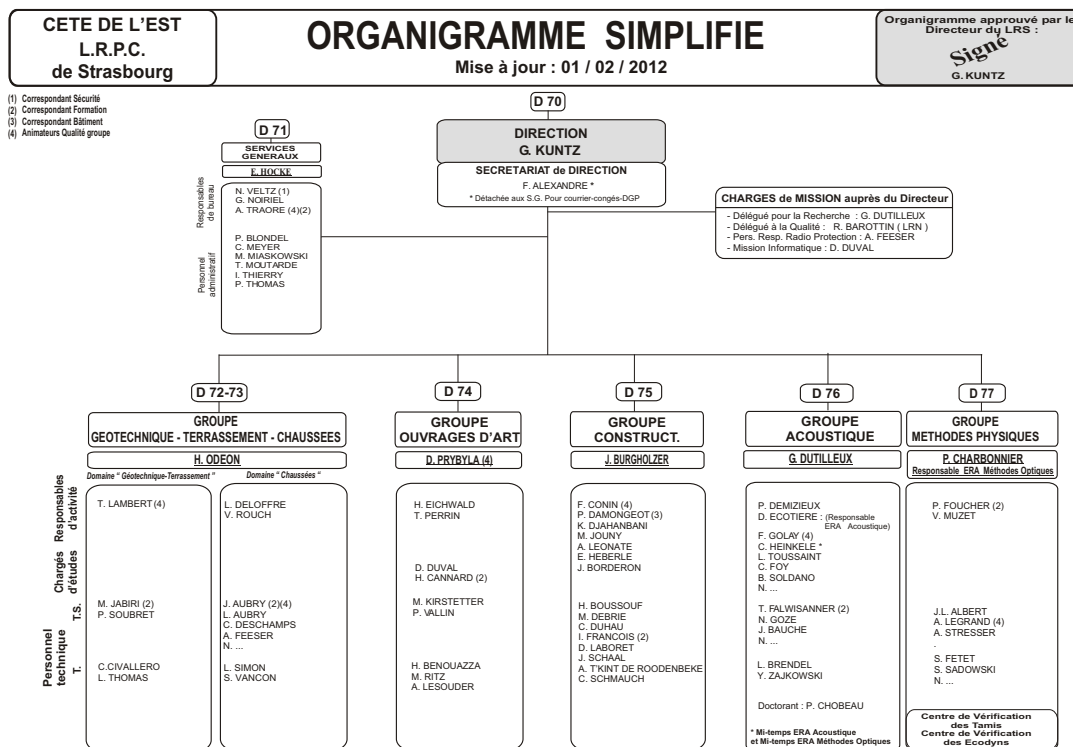 CETE DE L'EST
L.R.P.C.
de Strasbourg
ORGANIGRAMME SIMPLIFIE
Mise à jour : 01 / 02 / 2012
Organigramme approuvé par le
Directeur du LRS :
Signé
G. KUNTZ
(1) Correspondant Sécurité
(2) Correspondant Formation
(3) Correspondant Bâtiment
(4) Animateurs Qualité groupe
D 70
DIRECTION
G. KUNTZ
SECRETARIAT de DIRECTION
F. ALEXANDRE *
* Détachée aux S.G. Pour courrier-congés-DGP
D 71
SERVICES
GENERAUX
E. HOCKE
Responsables
de bureau
N. VELTZ (1)
G. NOIRIEL
A. TRAORE (4)(2)
Personnel
administratif
P. BLONDEL
C. MEYER
M. MIASKOWSKI
T. MOUTARDE
I. THIERRY
P. THOMAS
CHARGES de MISSION auprès du Directeur
- Délégué pour la Recherche : G. DUTILLEUX
- Délégué à la Qualité : R. BAROTTIN ( LRN )
- Pers. Resp. Radio Protection : A. FEESER
- Mission Informatique : D. DUVAL
Responsables
d'activité
Chargés
d'études
T.S.
Personnel
technique
T.
D 72-73
GROUPE
GEOTECHNIQUE - TERRASSEMENT - CHAUSSEES
H. ODEON
Domaine " Géotechnique-Terrassement "
T. LAMBERT(4)
M. JABIRI (2)
P. SOUBRET
C.CIVALLERO
L. THOMAS
Domaine " Chaussées "
L. DELOFFRE
V. ROUCH
J. AUBRY (2)(4)
L. AUBRY
C. DESCHAMPS
A. FEESER
N. ...
L. SIMON
S. VANCON
D 74
GROUPE
OUVRAGES D'ART
D. PRYBYLA (4)
H. EICHWALD
T. PERRIN
D. DUVAL
H. CANNARD (2)
M. KIRSTETTER
P. VALLIN
H. BENOUAZZA
M. RITZ
A. LESOUDER
D 75
GROUPE
CONSTRUCT.
J. BURGHOLZER
F. CONIN (4)
P. DAMONGEOT(3)
K. DJAHANBANI
M. JOUNY
A. LEONATE
E. HEBERLE
J. BORDERON
H. BOUSSOUF
M. DEBRIE
C. DUHAU
I. FRANCOIS (2)
D. LABORET
J. SCHAAL
A. T'KINT DE ROODENBEKE
C. SCHMAUCH
D 76
GROUPE
ACOUSTIQUE
G. DUTILLEUX
P. DEMIZIEUX
D. ECOTIERE : (Responsable
ERA Acoustique)
F. GOLAY (4)
C. HEINKELE *
L. TOUSSAINT
C. FOY
B. SOLDANO
N. ...
T. FALWISANNER (2)
N. GOZE
J. BAUCHE
N. ...
L. BRENDEL
Y. ZAJKOWSKI
Doctorant : P. CHOBEAU
* Mi-temps ERA Acoustique
et Mi-temps ERA Méthodes Optiques
D 77
GROUPE
METHODES PHYSIQUES
P. CHARBONNIER
Responsable ERA Méthodes Optiques
P. FOUCHER (2)
V. MUZET
J.L. ALBERT
A. LEGRAND (4)
A. STRESSER
.
S. FETET
S. SADOWSKI
N. ...
Centre de Vérification
des Tamis
Centre de Vérification
des Ecodyns